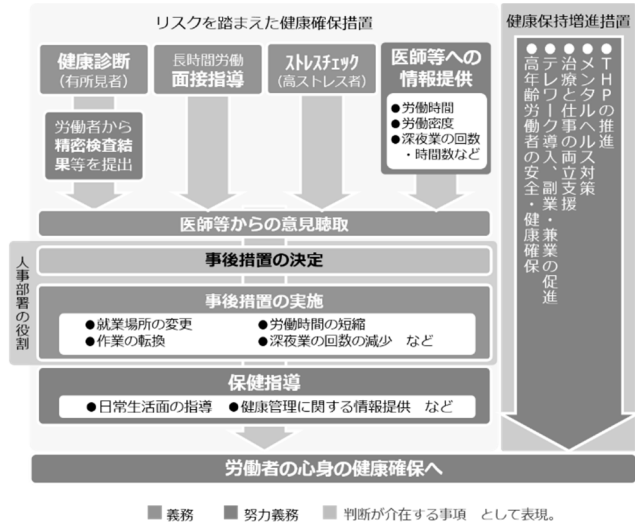 リスクを踏まえた健康確保措置
健康診断
(有所見者)
労働者から
精密検査結
果等を提出
長時間労働
面接指導
ストレスチェック
(高ストレス者)
医師等への
情報提供
●労働時間
●労働密度
●深夜業の回数
・時間数など
医師等からの意見聴取
人事部署の役割
事後措置の決定
事後措置の実施
●就業場所の変更
●作業の転換
●労働時間の短縮
●深夜業の回数の減少 など
保健指導
●日常生活面の指導 ●健康管理に関する情報提供 など
健康保持増進措置
●THPの推進
●メンタルヘルス対策
●治療と仕事の両立支援
●テレワーク導入、副業・兼業の促進
●高年齢労働者の安全・健康確保
労働者の心身の健康確保へ
義務 努力義務 判断が介在する事項 として表現。